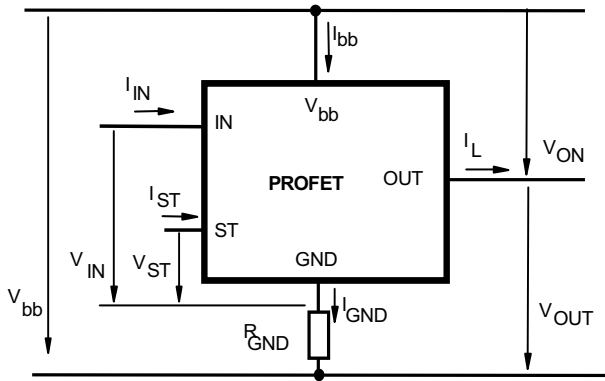 I bb
I IN
V bb
IN
I L
V ON
PROFET
OUT
I ST
ST
V IN
V ST
GND
V bb
I GND
R GND
V OUT